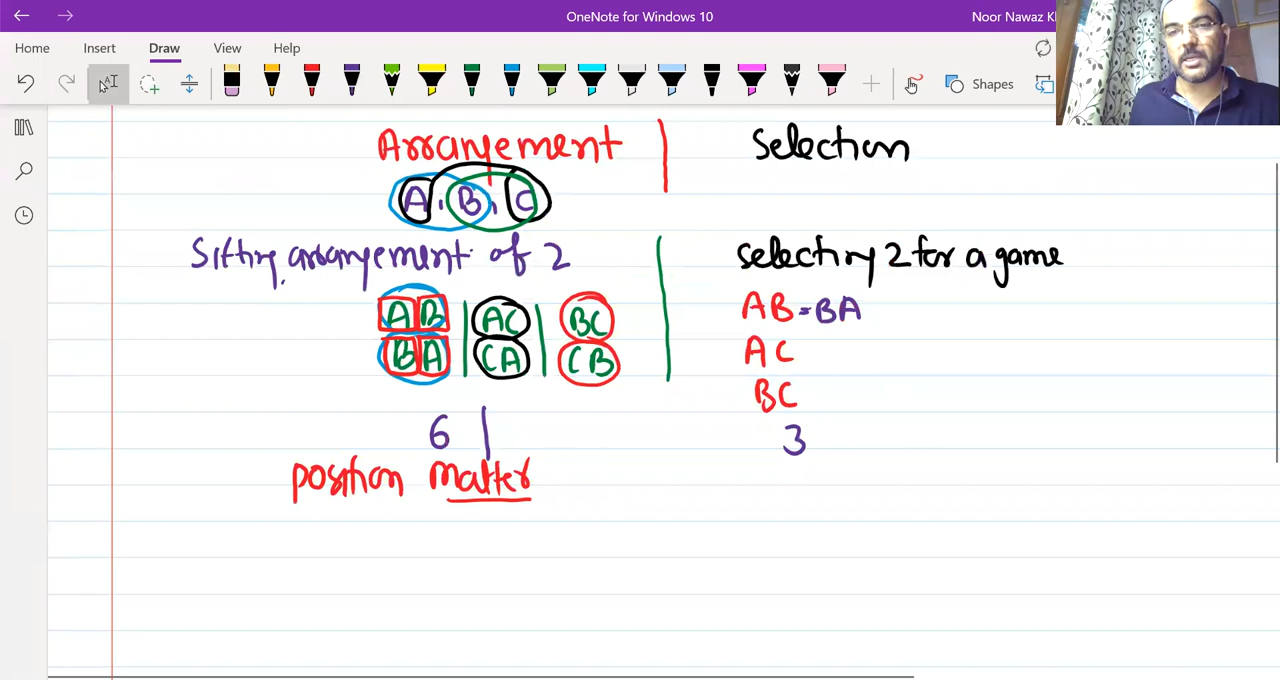 OneNote for Windows 10
Noor Nawaz Kh
Home Insert Draw View Help
Shapes
Arrangement | Selection
A, B, C
Sitting arrangement of 2
selecting 2 for a game
AB | AC | BC
BA | CA | CB
AB = BA
AC
BC
6 |
3
position matter